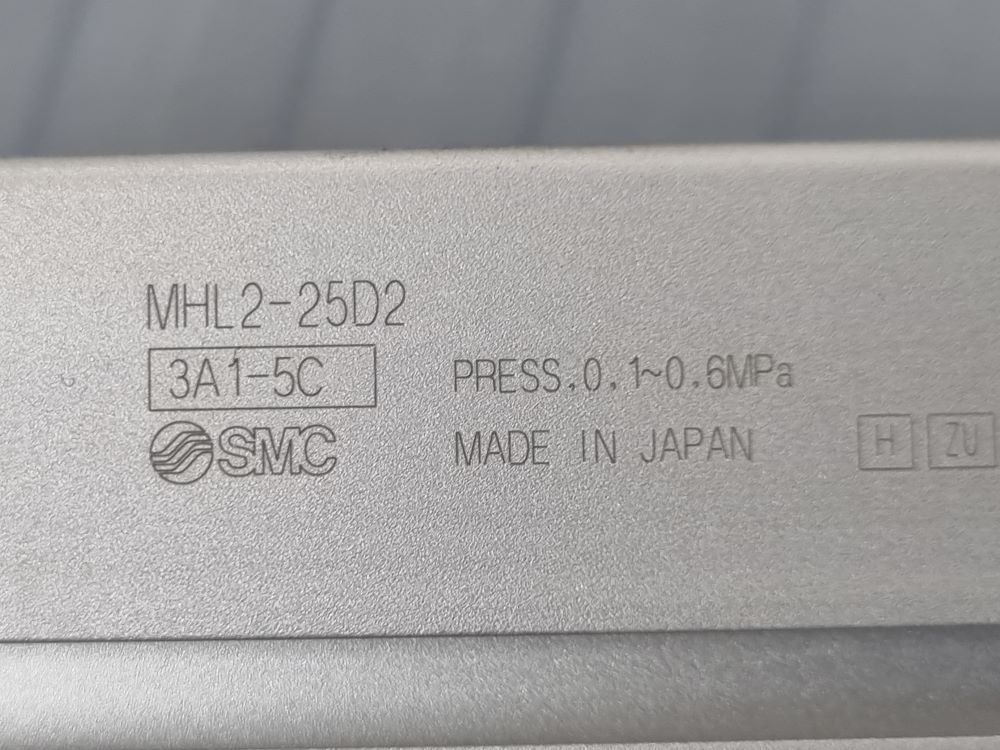 MHL2-25D2
3A1-5C
PRESS.0.1~0.6MPa
SMC
MADE IN JAPAN
H ZU